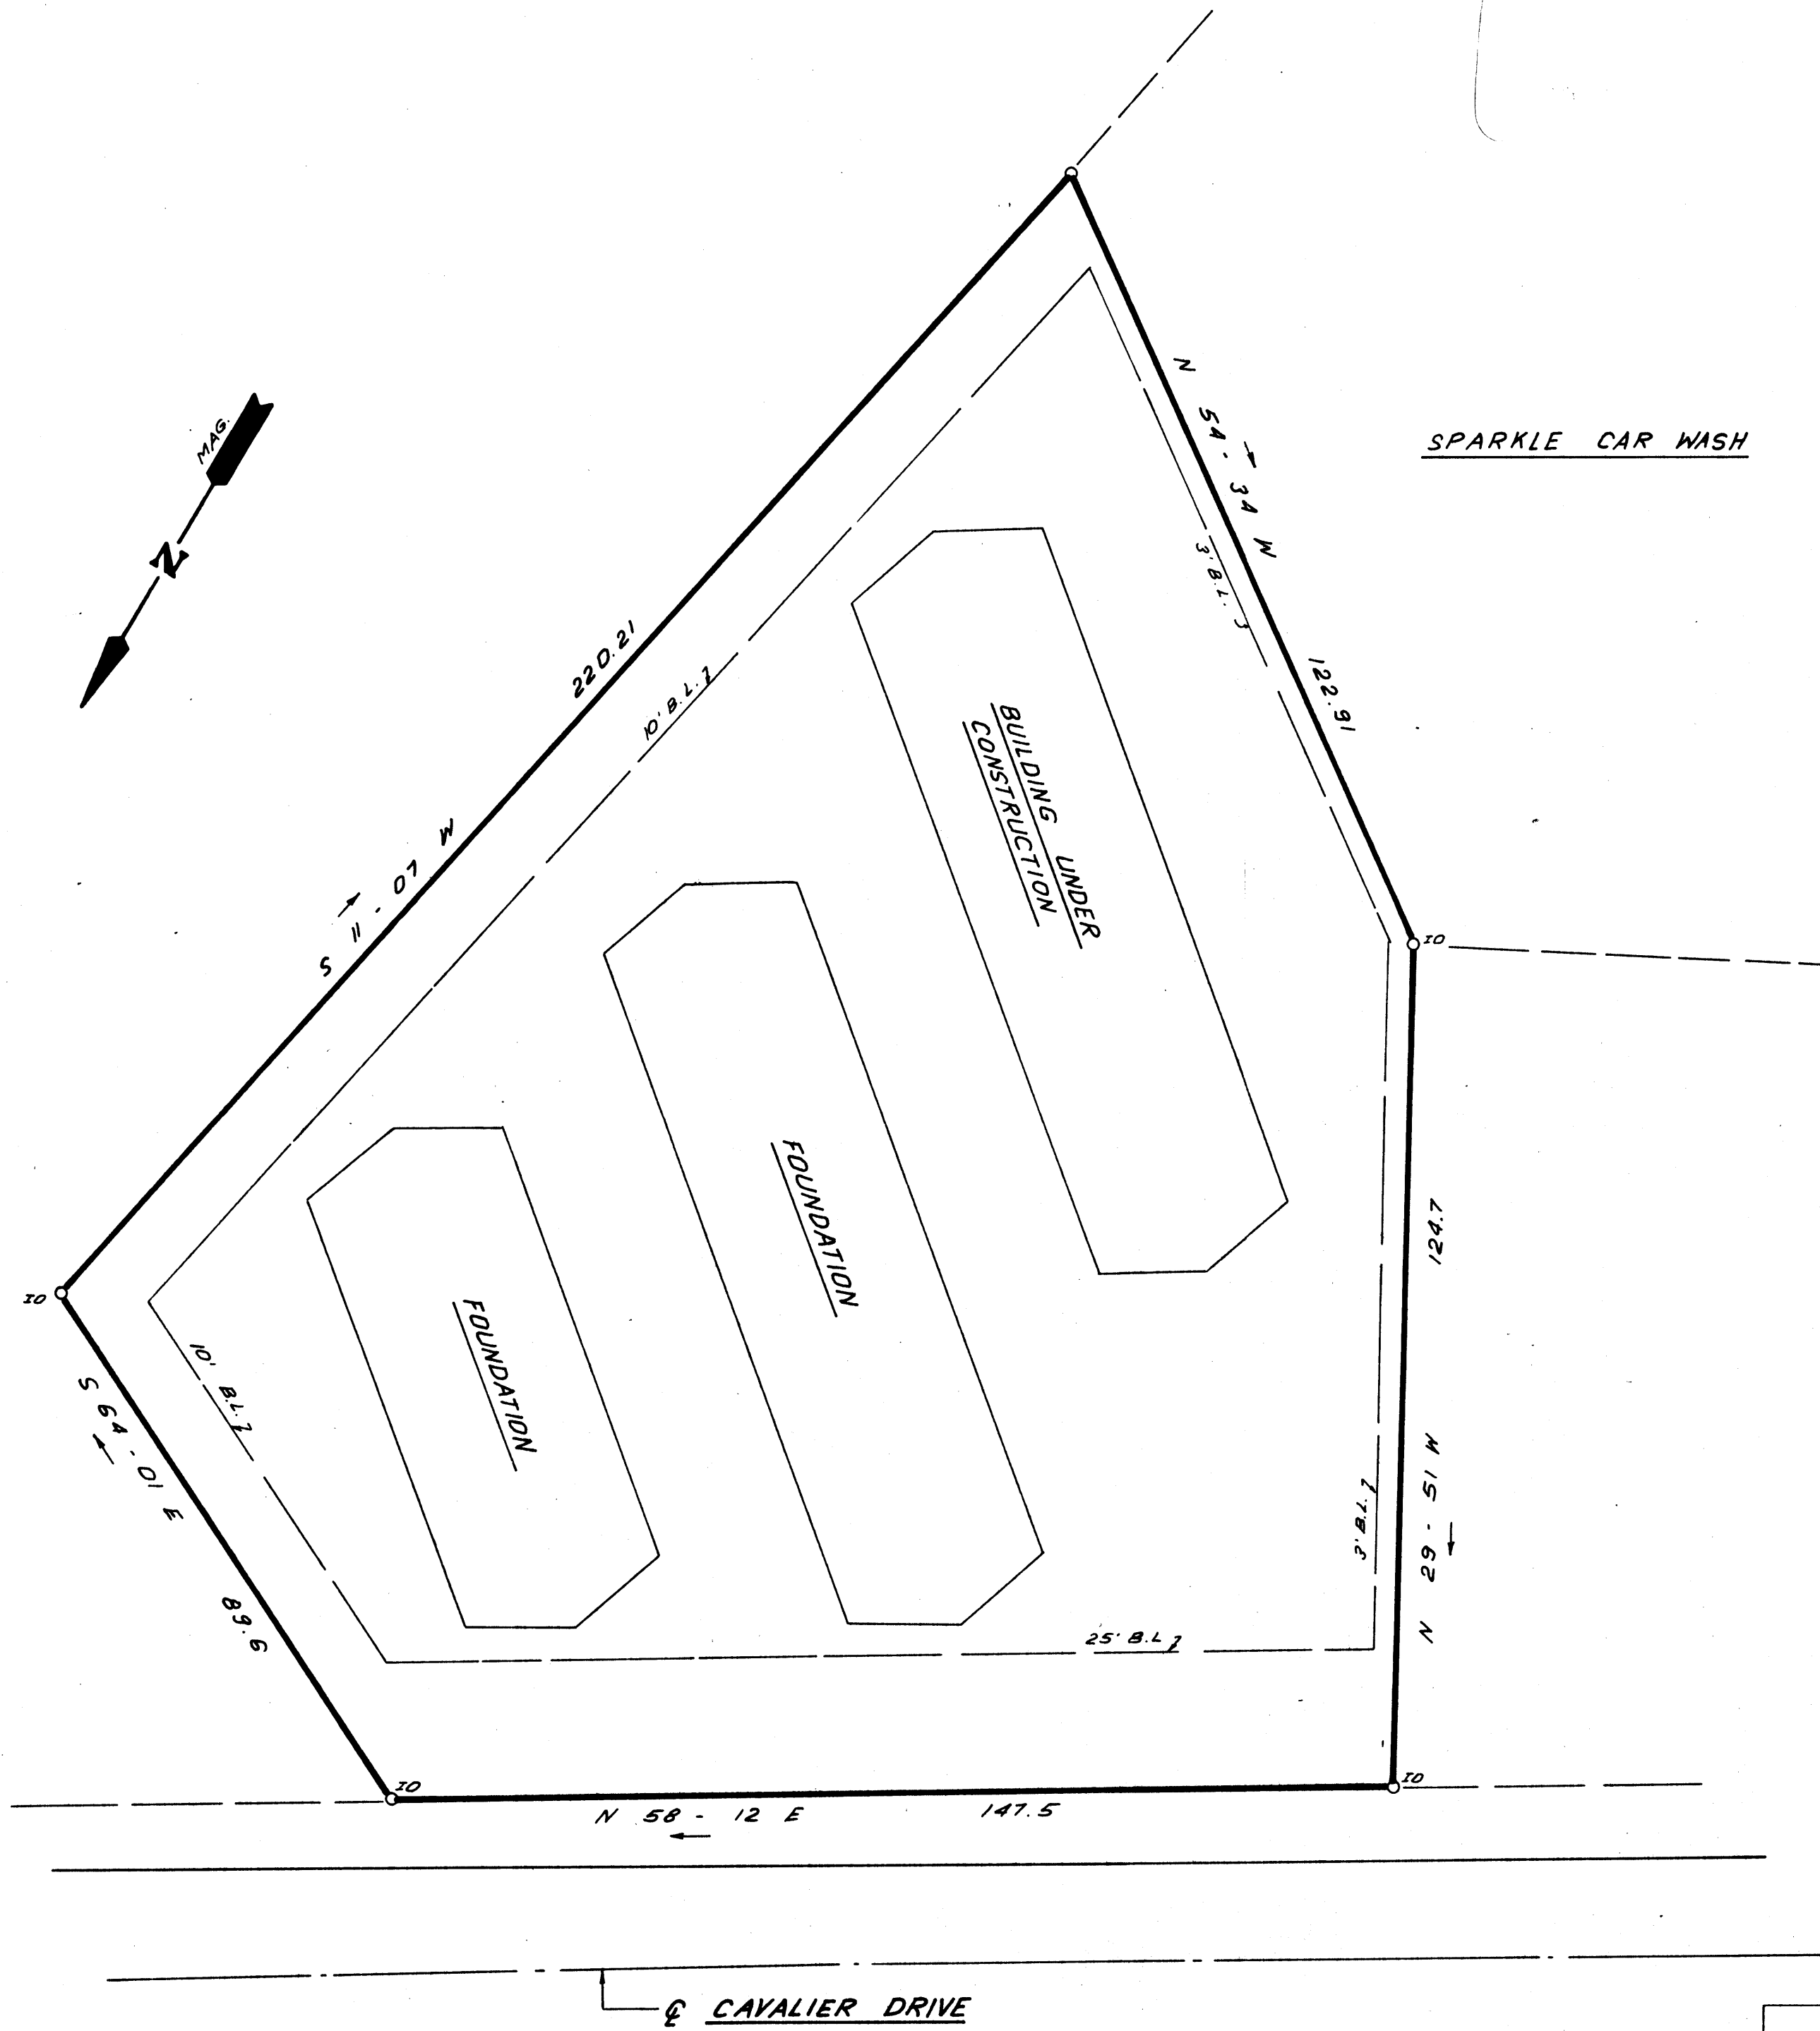 MAG.
N
SPARKLE CAR WASH
N 54 - 34 W
122.91
3' B.L.
220.21
10' B.L.
S 11 - 07 W
BUILDING UNDER
CONSTRUCTION
IO
FOUNDATION
FOUNDATION
124.7
N 29 - 51 W
3' B.L.
IO
10' B.L.
S 64 - 01 E
89.6
25' B.L
IO
IO
N 58 - 12 E 147.5
℄ CAVALIER DRIVE